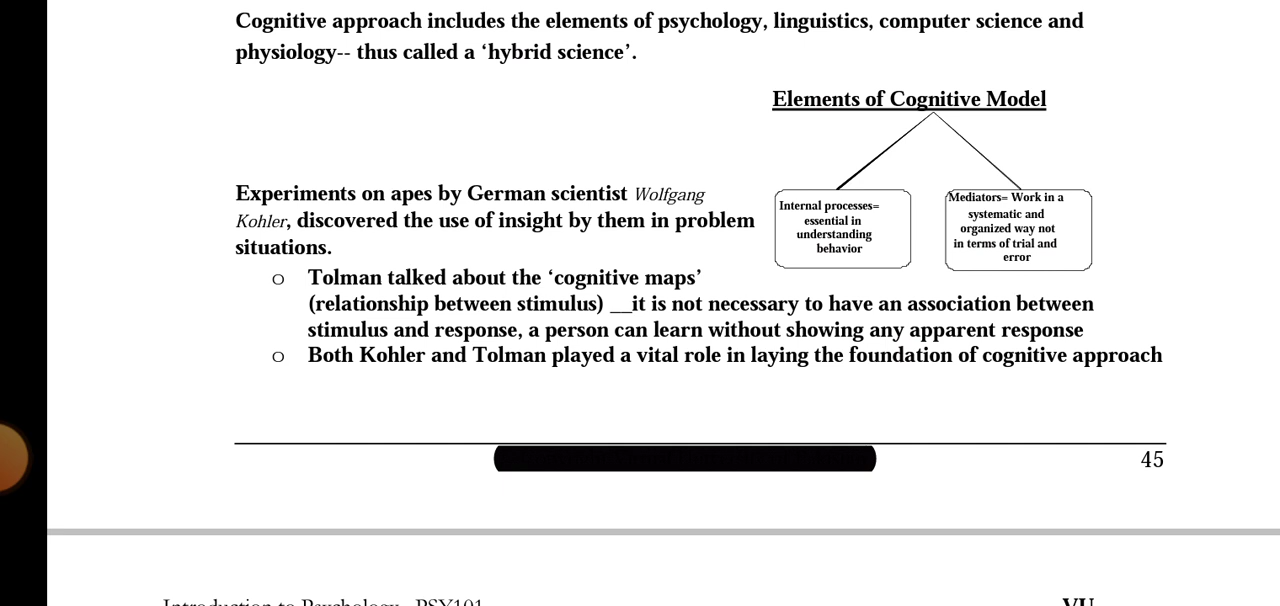 Cognitive approach includes the elements of psychology, linguistics, computer science and
physiology-- thus called a ‘hybrid science’.
Elements of Cognitive Model
Experiments on apes by German scientist Wolfgang
Kohler, discovered the use of insight by them in problem
situations.
Internal processes=
essential in
understanding
behavior
Mediators= Work in a
systematic and
organized way not
in terms of trial and
error
o Tolman talked about the ‘cognitive maps’
(relationship between stimulus) __it is not necessary to have an association between
stimulus and response, a person can learn without showing any apparent response
o Both Kohler and Tolman played a vital role in laying the foundation of cognitive approach
45
Introduction to Psychology –PSY101
VU